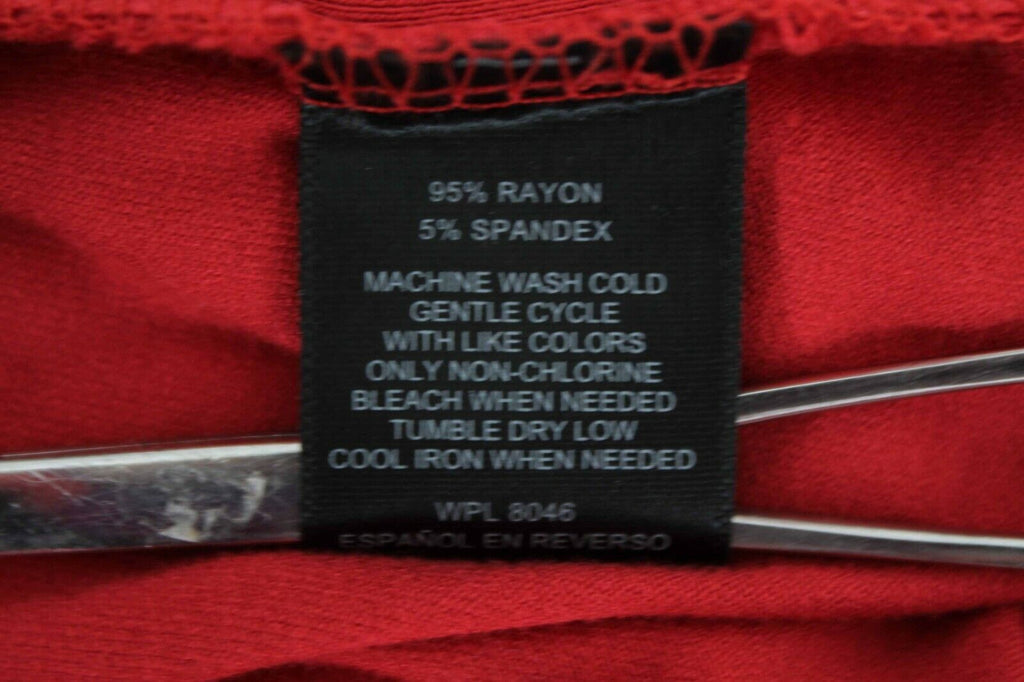 95% RAYON
5% SPANDEX
MACHINE WASH COLD
GENTLE CYCLE
WITH LIKE COLORS
ONLY NON-CHLORINE
BLEACH WHEN NEEDED
TUMBLE DRY LOW
COOL IRON WHEN NEEDED
WPL 8046
ESPAÑOL EN REVERSO